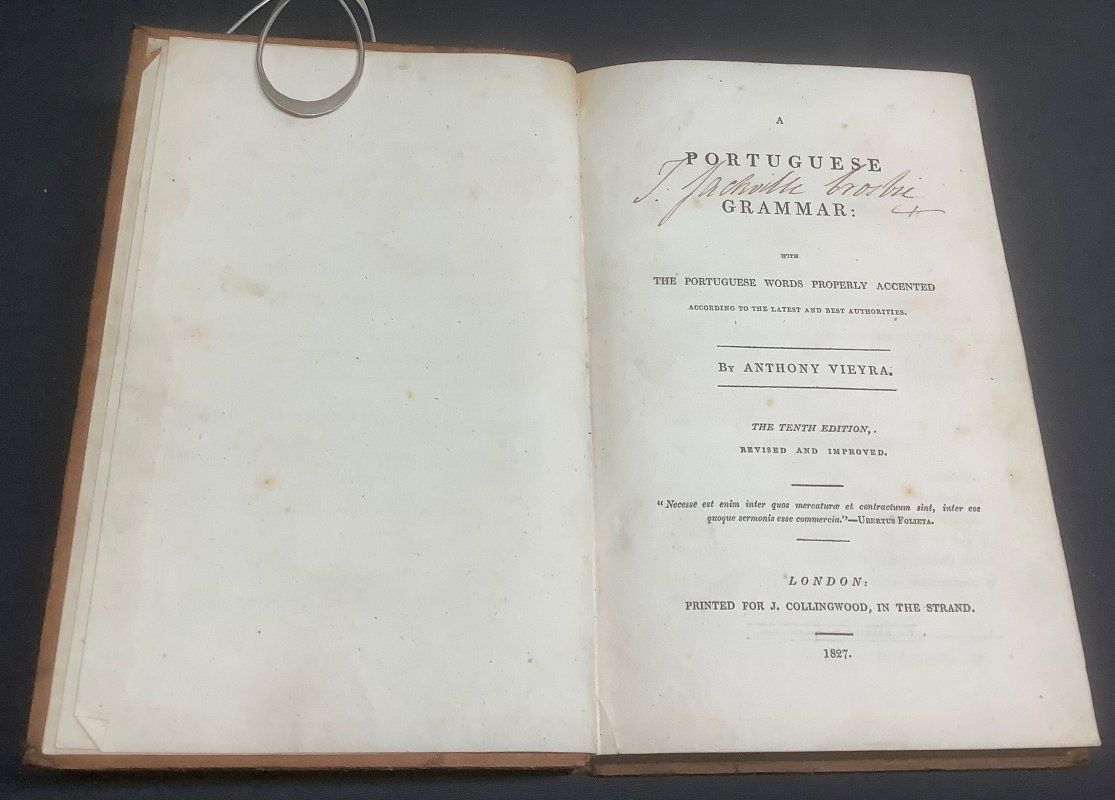 A
PORTUGUESE
T. Sackville Crosbie
GRAMMAR:
WITH
THE PORTUGUESE WORDS PROPERLY ACCENTED
ACCORDING TO THE LATEST AND BEST AUTHORITIES.
By ANTHONY VIEYRA.
THE TENTH EDITION,
REVISED AND IMPROVED.
"Necesse est enim inter quos mercaturæ et contractuum sint, inter eos
quoque sermonis esse commercia."—Ubertus Folieta.
LONDON:
PRINTED FOR J. COLLINGWOOD, IN THE STRAND.
1827.